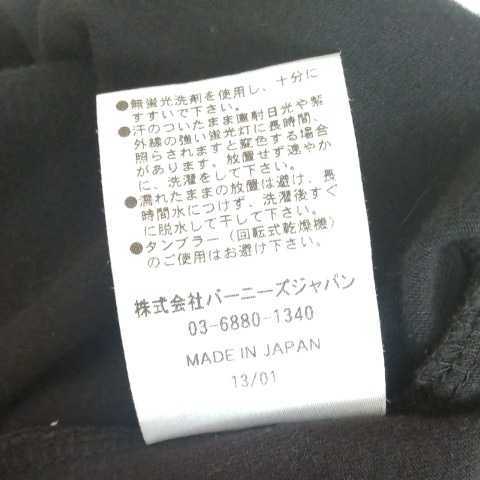 ●無蛍光洗剤を使用し、十分に
すすいで下さい。
●汗のついたまま直射日光や紫
外線の強い蛍光灯に長時間、
照らされますと変色する場合
があります。放置せず速やか
に、洗濯をして下さい。
●濡れたままの放置は避け、長
時間水につけず、洗濯後すぐ
に脱水して干して下さい。
●タンブラー（回転式乾燥機）
のご使用はお避け下さい。
株式会社バーニーズジャパン
03-6880-1340
MADE IN JAPAN
13/01